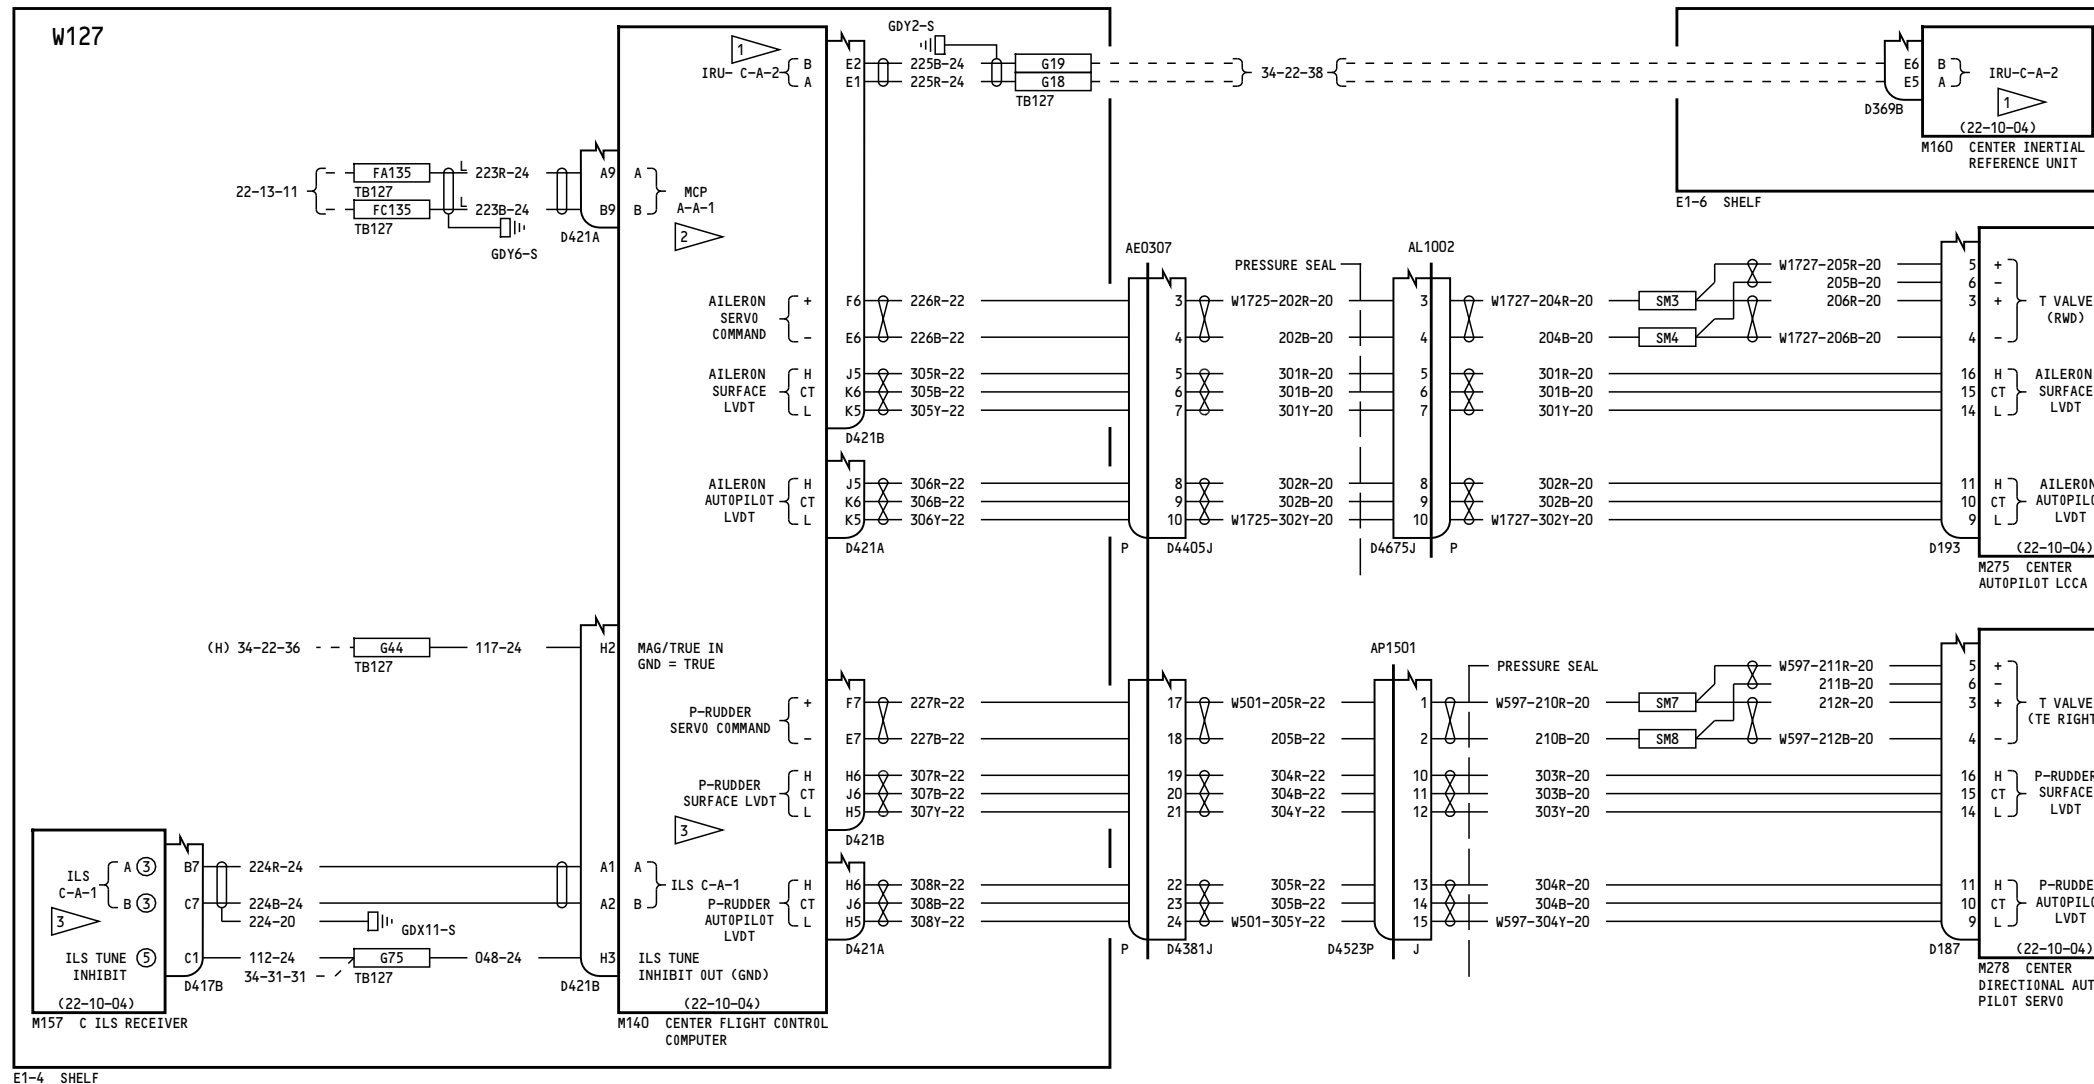 W127
GDY2-S
1
IRU- C-A-2
B E2 225B-24 G19
A E1 225R-24 G18
TB127
34-22-38
E6 B
E5 A
IRU-C-A-2
1
D369B
(22-10-04)
M160 CENTER INERTIAL
REFERENCE UNIT
E1-6 SHELF
22-13-11
FA135 L 223R-24 A9 A
TB127
FC135 L 223B-24 B9 B
TB127
MCP
A-A-1
2
GDY6-S
D421A
AE0307
AL1002
PRESSURE SEAL
AILERON
SERVO
COMMAND
+ F6 226R-22 3 W1725-202R-20 3 W1727-204R-20 SM3
- E6 226B-22 4 202B-20 4 204B-20 SM4
W1727-205R-20 5 +
205B-20 6 -
206R-20 3 +
W1727-206B-20 4 -
T VALVE
(RWD)
AILERON
SURFACE
LVDT
H J5 305R-22 5 301R-20 5 301R-20 16 H
CT K6 305B-22 6 301B-20 6 301B-20 15 CT
L K5 305Y-22 7 301Y-20 7 301Y-20 14 L
AILERON
SURFACE
LVDT
D421B
AILERON
AUTOPILOT
LVDT
H J5 306R-22 8 302R-20 8 302R-20 11 H
CT K6 306B-22 9 302B-20 9 302B-20 10 CT
L K5 306Y-22 10 W1725-302Y-20 10 W1727-302Y-20 9 L
AILERON
AUTOPILO
LVDT
D421A
P D4405J
D4675J P
D193
(22-10-04)
M275 CENTER
AUTOPILOT LCCA
(H) 34-22-36 G44 117-24 H2
TB127
MAG/TRUE IN
GND = TRUE
AP1501
PRESSURE SEAL
P-RUDDER
SERVO COMMAND
+ F7 227R-22 17 W501-205R-22 1 W597-210R-20 SM7
- E7 227B-22 18 205B-22 2 210B-20 SM8
W597-211R-20 5 +
211B-20 6 -
212R-20 3 +
W597-212B-20 4 -
T VALVE
(TE RIGHT
P-RUDDER
SURFACE LVDT
3
H H6 307R-22 19 304R-22 10 303R-20 16 H
CT J6 307B-22 20 304B-22 11 303B-20 15 CT
L H5 307Y-22 21 304Y-22 12 303Y-20 14 L
P-RUDDER
SURFACE
LVDT
D421B
ILS
C-A-1
3
A 3 B7 224R-24 A1 A
B 3 C7 224B-24 A2 B
224-20 GDX11-S
ILS C-A-1
P-RUDDER
AUTOPILOT
LVDT
H H6 308R-22 22 305R-22 13 304R-20 11 H
CT J6 308B-22 23 305B-22 14 304B-20 10 CT
L H5 308Y-22 24 W501-305Y-22 15 W597-304Y-20 9 L
P-RUDDE
AUTOPILO
LVDT
D421A
P D4381J
D4523P J
D187
(22-10-04)
M278 CENTER
DIRECTIONAL AUT
PILOT SERVO
ILS TUNE
INHIBIT
5 C1 112-24 G75 048-24 H3
34-31-31 TB127
ILS TUNE
INHIBIT OUT (GND)
D417B
D421B
(22-10-04)
M157 C ILS RECEIVER
(22-10-04)
M140 CENTER FLIGHT CONTROL
COMPUTER
E1-4 SHELF